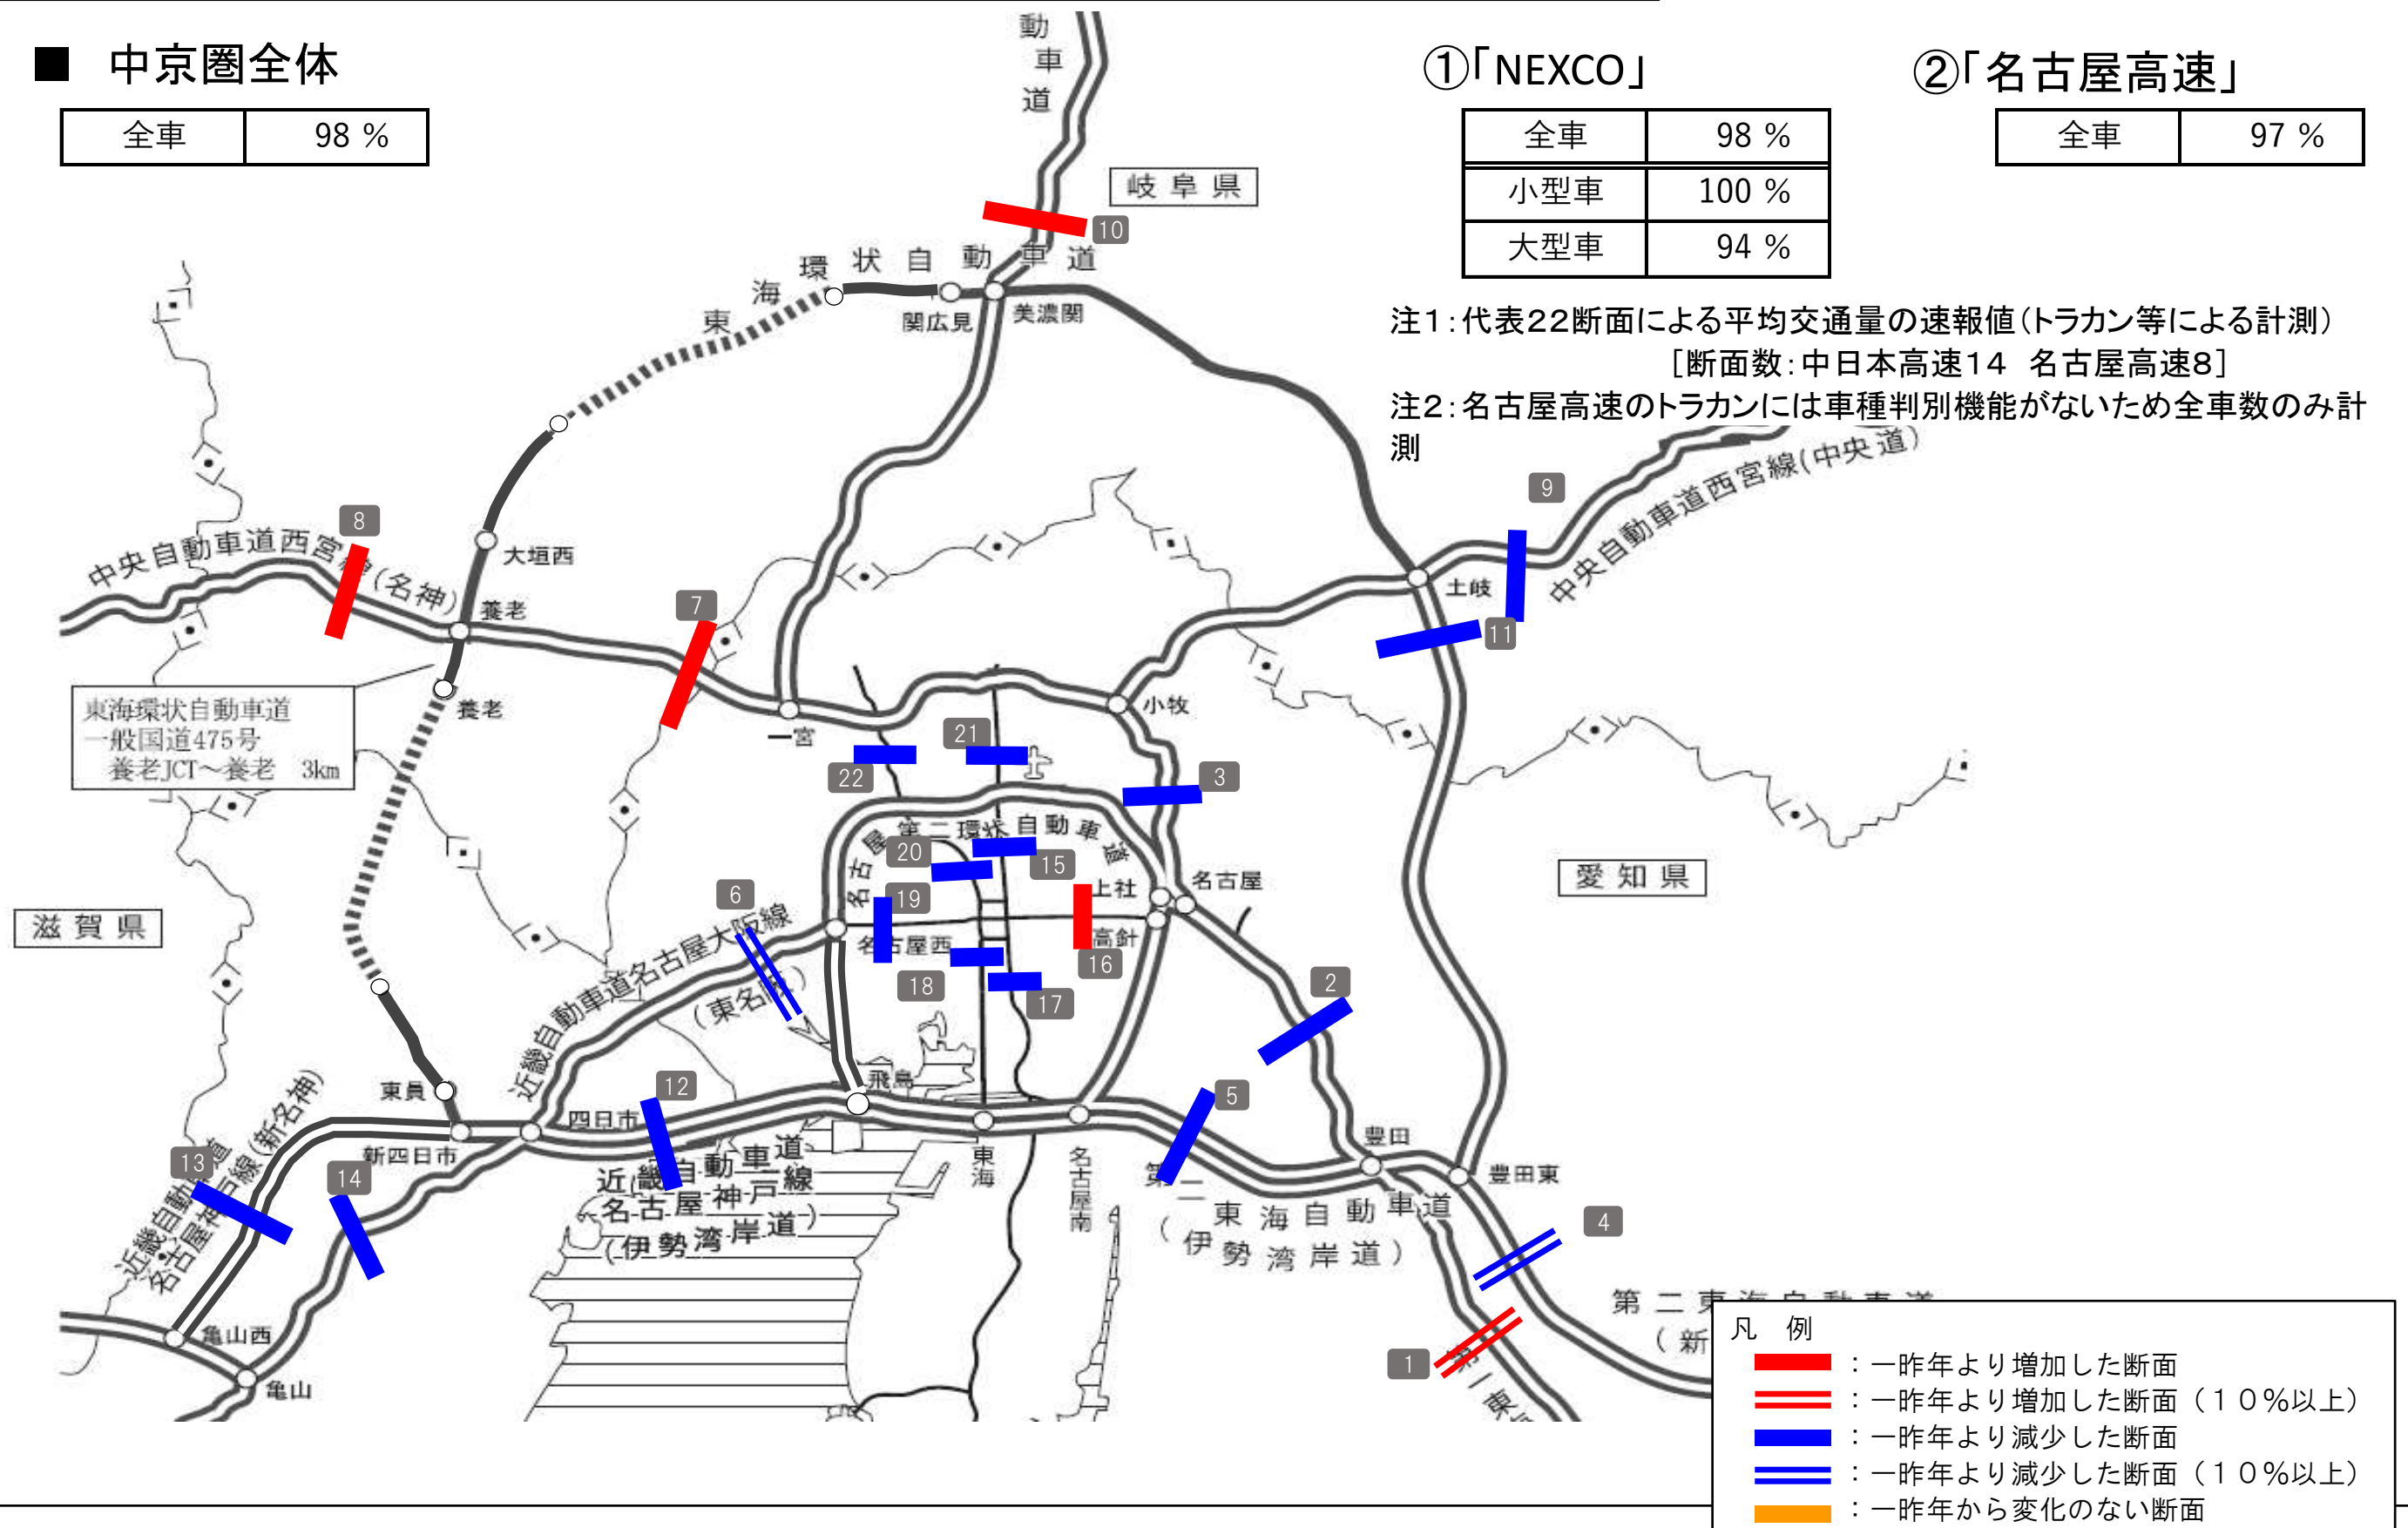 ■ 中京圏全体
全車 98 %
①「NEXCO」
全車 98 %
小型車 100 %
大型車 94 %
②「名古屋高速」
全車 97 %
注1:代表22断面による平均交通量の速報値(トラカン等による計測)
[断面数:中日本高速14 名古屋高速8]
注2:名古屋高速のトラカンには車種判別機能がないため全車数のみ計
測
動車道
岐阜県
10
東海環状自動車道
関広見
美濃関
9
中央自動車道西宮線(中央道)
8
中央自動車道西宮線(名神)
大垣西
養老
7
土岐
11
東海環状自動車道
一般国道475号
養老JCT~養老 3km
養老
一宮
小牧
21
22
3
名古屋第二環状自動車道
20
15
上社
名古屋
愛知県
19
6
滋賀県
名古屋西
高針
16
近畿自動車道名古屋大阪線
(東名阪)
18
17
2
東員
12
飛島
5
四日市
新四日市
13
14
近畿自動車道
名古屋神戸線(新名神)
近畿自動車道
名古屋神戸線
(伊勢湾岸道)
東海
名古屋南
豊田
豊田東
第二東海自動車道
(伊勢湾岸道)
4
亀山西
亀山
1
第一東
第二東海自動車道
(新
凡 例
:一昨年より増加した断面
:一昨年より増加した断面(10%以上)
:一昨年より減少した断面
:一昨年より減少した断面(10%以上)
:一昨年から変化のない断面